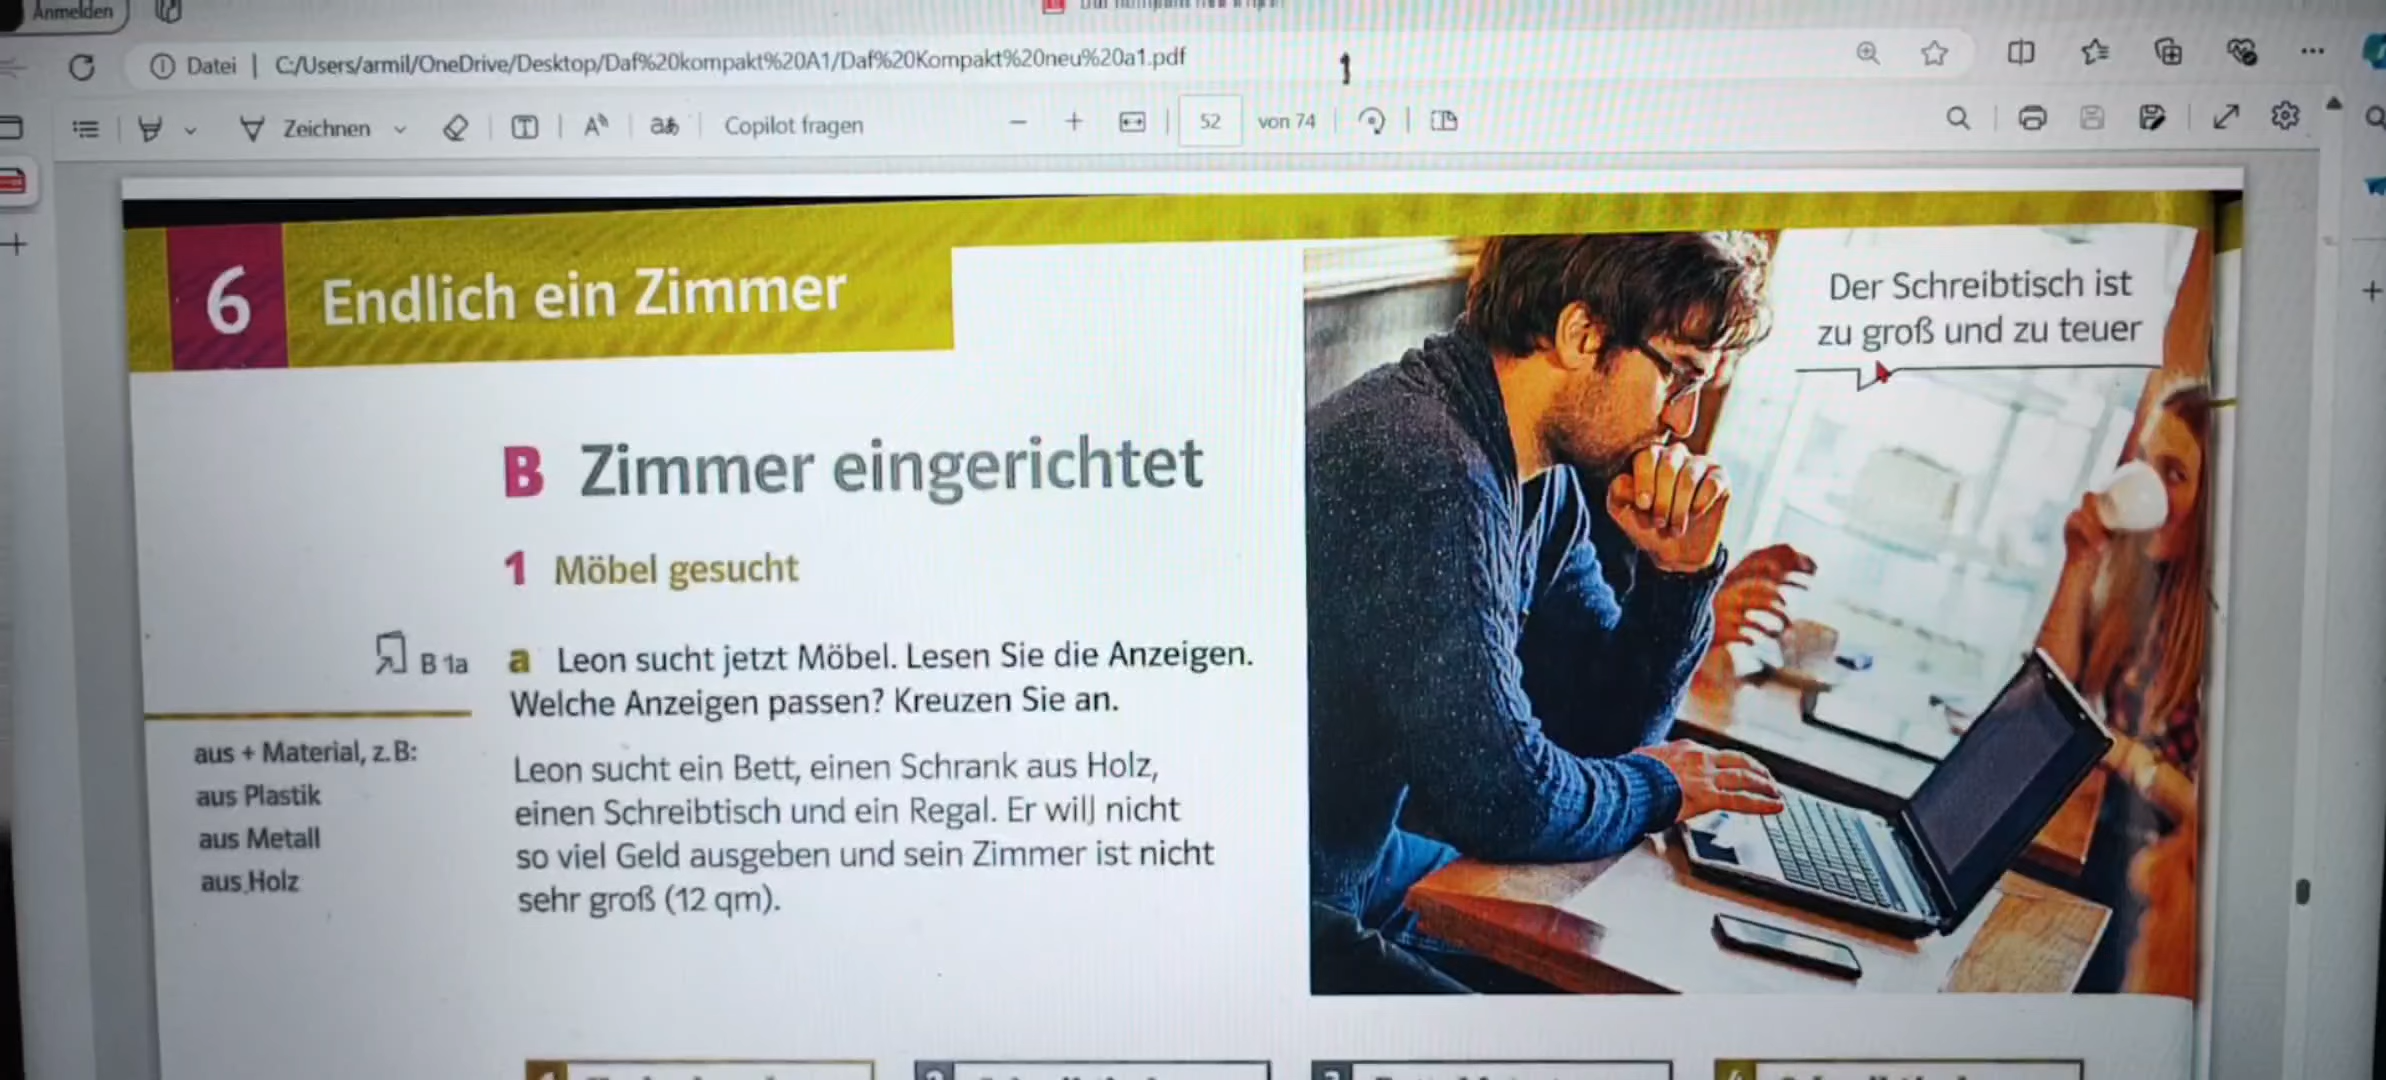 Anmelden
Datei | C:/Users/armil/OneDrive/Desktop/Daf%20kompakt%20A1/Daf%20Kompakt%20neu%20a1.pdf
Zeichnen
Copilot fragen
52 von 74
6 Endlich ein Zimmer
Der Schreibtisch ist
zu groß und zu teuer
B Zimmer eingerichtet
1 Möbel gesucht
B 1a
a Leon sucht jetzt Möbel. Lesen Sie die Anzeigen.
Welche Anzeigen passen? Kreuzen Sie an.
aus + Material, z.B:
aus Plastik
aus Metall
aus Holz
Leon sucht ein Bett, einen Schrank aus Holz,
einen Schreibtisch und ein Regal. Er will nicht
so viel Geld ausgeben und sein Zimmer ist nicht
sehr groß (12 qm).